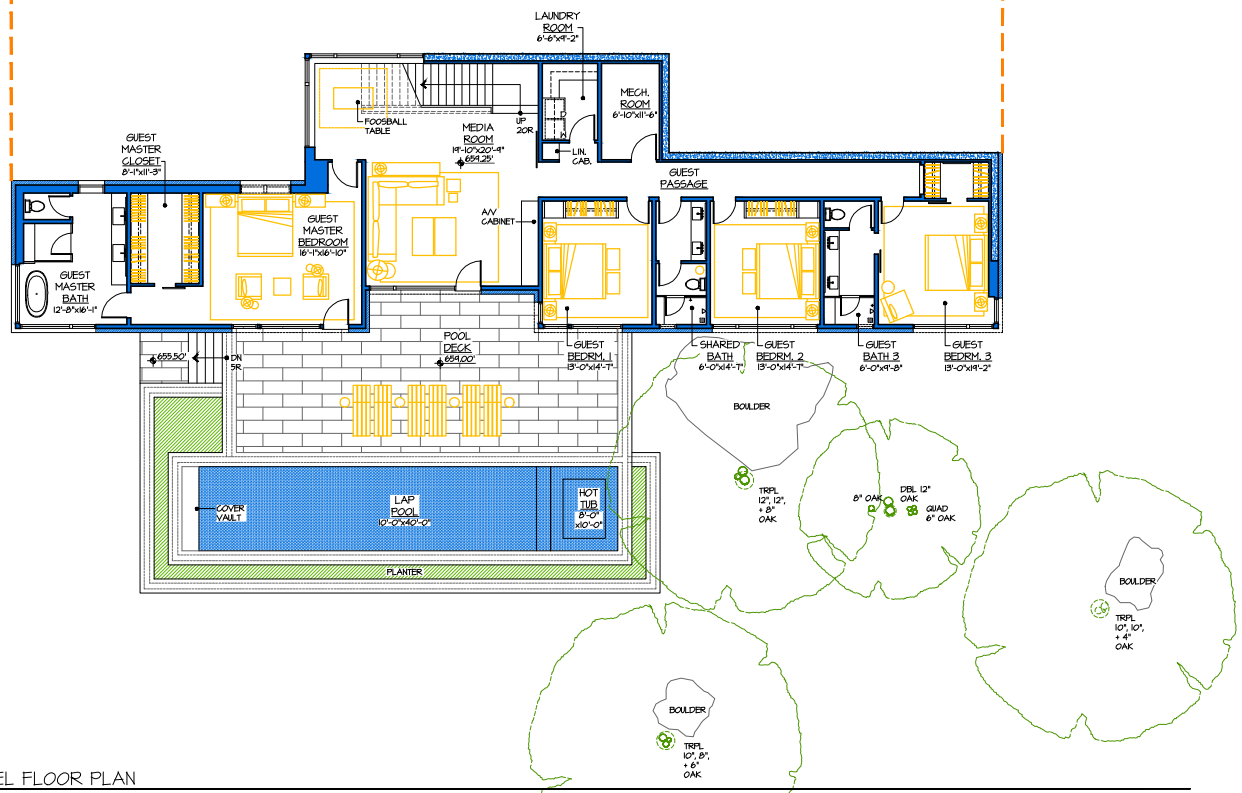 LAUNDRY
ROOM
6'-6"x9'-2"
MECH.
ROOM
6'-10"x11'-6"
FOOSBALL
TABLE
MEDIA
ROOM
19'-10"x20'-9"
659.25'
UP
20R
LIN.
CAB.
GUEST
MASTER
CLOSET
8'-1"x11'-3"
GUEST
PASSAGE
A/V
CABINET
GUEST
MASTER
BEDROOM
16'-1"x16'-10"
GUEST
MASTER
BATH
12'-8"x16'-1"
655.50'
DN
5R
POOL
DECK
659.00'
GUEST
BEDRM. 1
13'-0"x14'-7"
SHARED
BATH
6'-0"x14'-7"
GUEST
BEDRM. 2
13'-0"x14'-7"
GUEST
BATH 3
6'-0"x9'-8"
GUEST
BEDRM. 3
13'-0"x19'-2"
BOULDER
COVER
VAULT
LAP
POOL
10'-0"x40'-0"
HOT
TUB
8'-0"
x10'-0"
PLANTER
TRPL
12", 12",
+ 8"
OAK
8" OAK
DBL 12"
OAK
QUAD
6" OAK
BOULDER
TRPL
10", 10",
+ 4"
OAK
BOULDER
TRPL
10", 8",
+ 6"
OAK
EL FLOOR PLAN